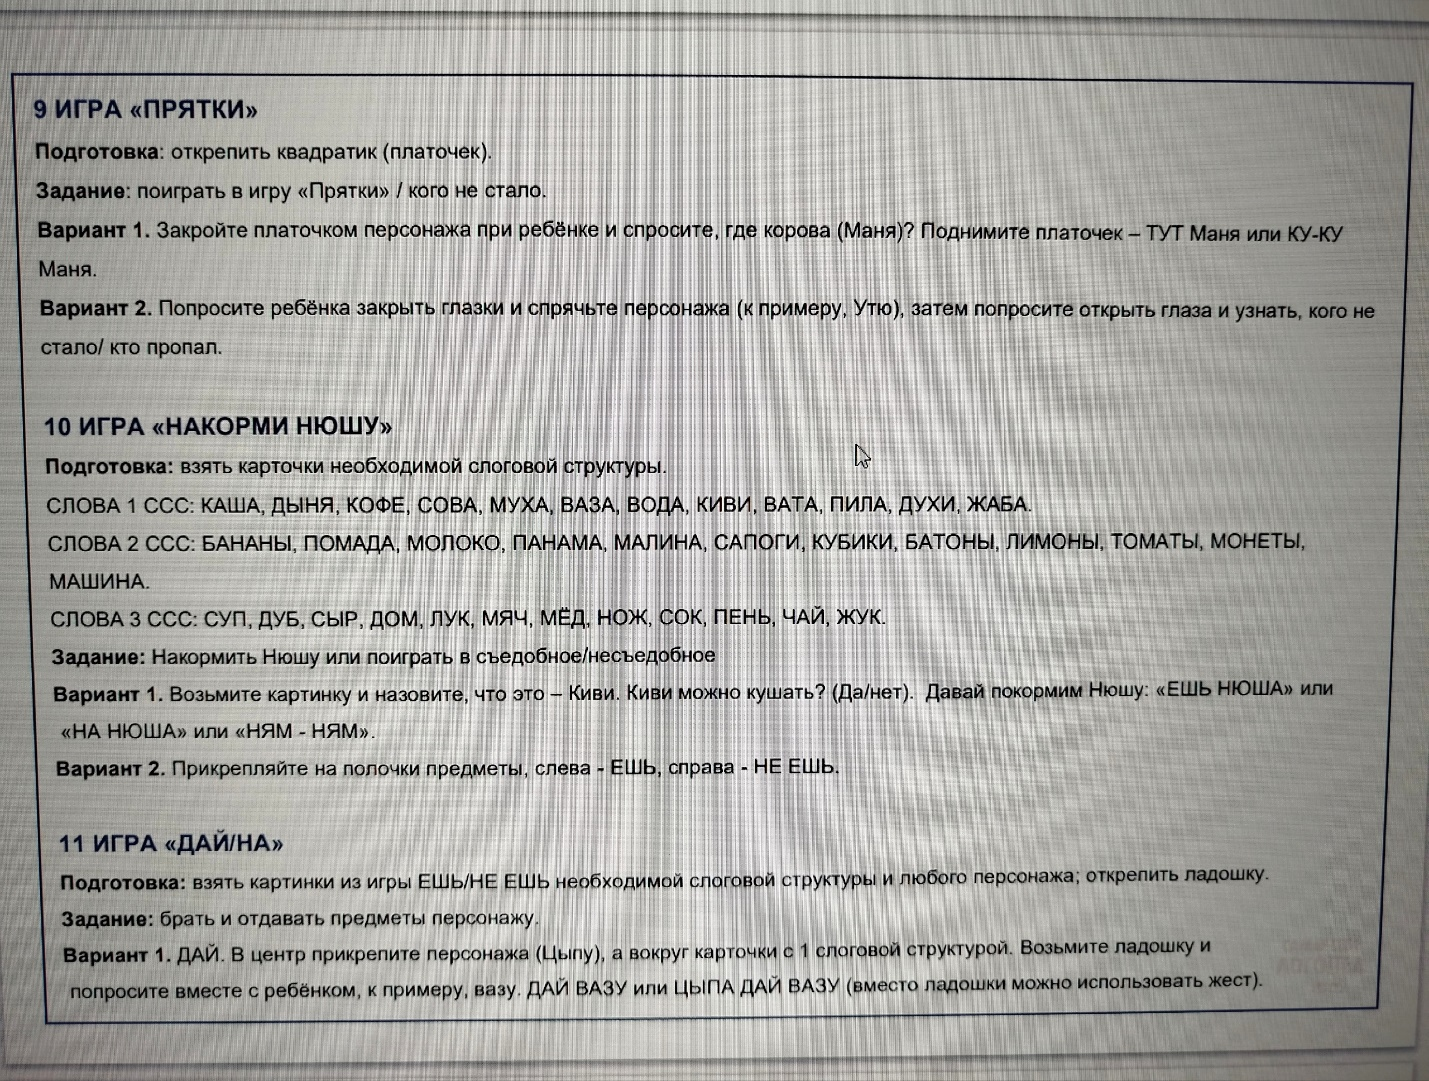 9 ИГРА «ПРЯТКИ»
Подготовка: открепить квадратик (платочек).
Задание: поиграть в игру «Прятки» / кого не стало.
Вариант 1. Закройте платочком персонажа при ребёнке и спросите, где корова (Маня)? Поднимите платочек – ТУТ Маня или КУ-КУ
Маня.
Вариант 2. Попросите ребёнка закрыть глазки и спрячьте персонажа (к примеру, Утю), затем попросите открыть глаза и узнать, кого не
стало/ кто пропал.
10 ИГРА «НАКОРМИ НЮШУ»
Подготовка: взять карточки необходимой слоговой структуры.
СЛОВА 1 ССС: КАША, ДЫНЯ, КОФЕ, СОВА, МУХА, ВАЗА, ВОДА, КИВИ, ВАТА, ПИЛА, ДУХИ, ЖАБА.
СЛОВА 2 ССС: БАНАНЫ, ПОМАДА, МОЛОКО, ПАНАМА, МАЛИНА, САПОГИ, КУБИКИ, БАТОНЫ, ЛИМОНЫ, ТОМАТЫ, МОНЕТЫ,
МАШИНА.
СЛОВА 3 ССС: СУП, ДУБ, СЫР, ДОМ, ЛУК, МЯЧ, МЁД, НОЖ, СОК, ПЕНЬ, ЧАЙ, ЖУК.
Задание: Накормить Нюшу или поиграть в съедобное/несъедобное
Вариант 1. Возьмите картинку и назовите, что это – Киви. Киви можно кушать? (Да/нет). Давай покормим Нюшу: «ЕШЬ НЮША» или
«НА НЮША» или «НЯМ - НЯМ».
Вариант 2. Прикрепляйте на полочки предметы, слева - ЕШЬ, справа - НЕ ЕШЬ.
11 ИГРА «ДАЙ/НА»
Подготовка: взять картинки из игры ЕШЬ/НЕ ЕШЬ необходимой слоговой структуры и любого персонажа; открепить ладошку.
Задание: брать и отдавать предметы персонажу.
Вариант 1. ДАЙ. В центр прикрепите персонажа (Цыпу), а вокруг карточки с 1 слоговой структурой. Возьмите ладошку и
попросите вместе с ребёнком, к примеру, вазу. ДАЙ ВАЗУ или ЦЫПА ДАЙ ВАЗУ (вместо ладошки можно использовать жест).